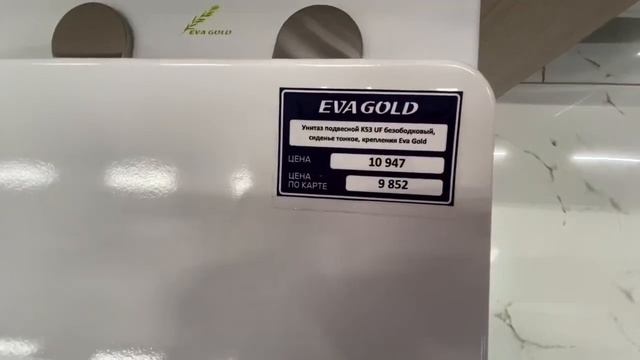 EVA GOLD
EVA GOLD
Унитаз подвесной K53 UF безободковый,
сиденье тонкое, крепления Eva Gold
ЦЕНА 10 947
ЦЕНА ПО КАРТЕ 9 852